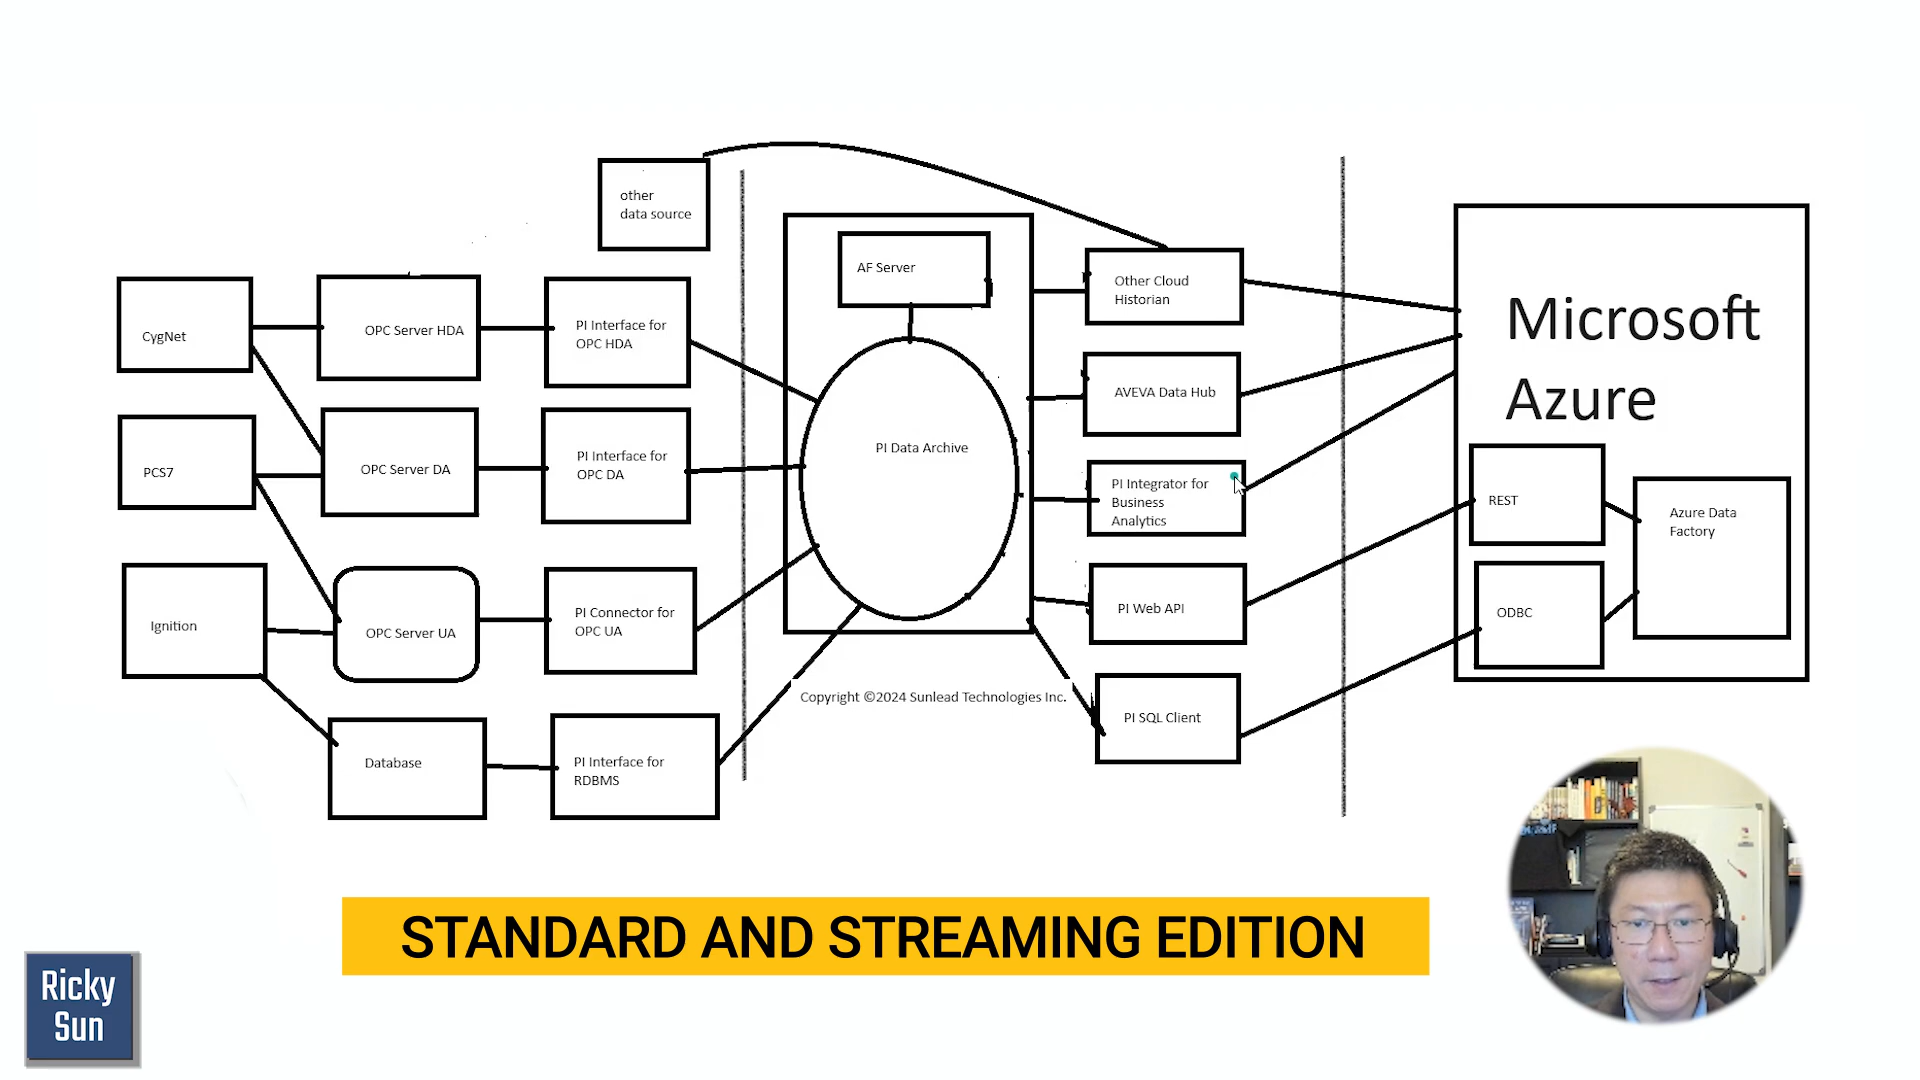 other
data source
AF Server
CygNet
OPC Server HDA
PI Interface for
OPC HDA
Other Cloud
Historian
Microsoft
Azure
AVEVA Data Hub
PCS7
OPC Server DA
PI Interface for
OPC DA
PI Data Archive
PI Integrator for
Business
Analytics
REST
Azure Data
Factory
Ignition
OPC Server UA
PI Connector for
OPC UA
PI Web API
ODBC
Copyright ©2024 Sunlead Technologies Inc.
PI SQL Client
Database
PI Interface for
RDBMS
STANDARD AND STREAMING EDITION
Ricky
Sun